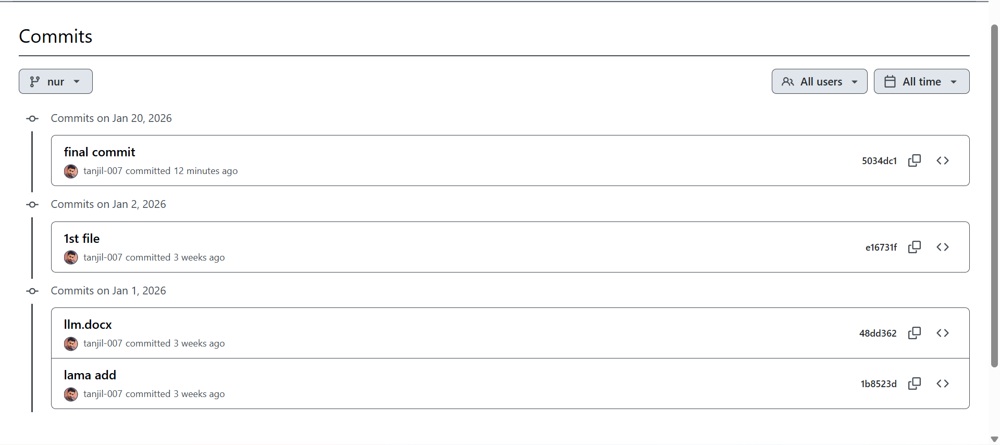 Commits
nur
All users
All time
Commits on Jan 20, 2026
final commit
tanjil-007 committed 12 minutes ago
5034dc1
Commits on Jan 2, 2026
1st file
tanjil-007 committed 3 weeks ago
e16731f
Commits on Jan 1, 2026
llm.docx
tanjil-007 committed 3 weeks ago
48dd362
lama add
tanjil-007 committed 3 weeks ago
1b8523d